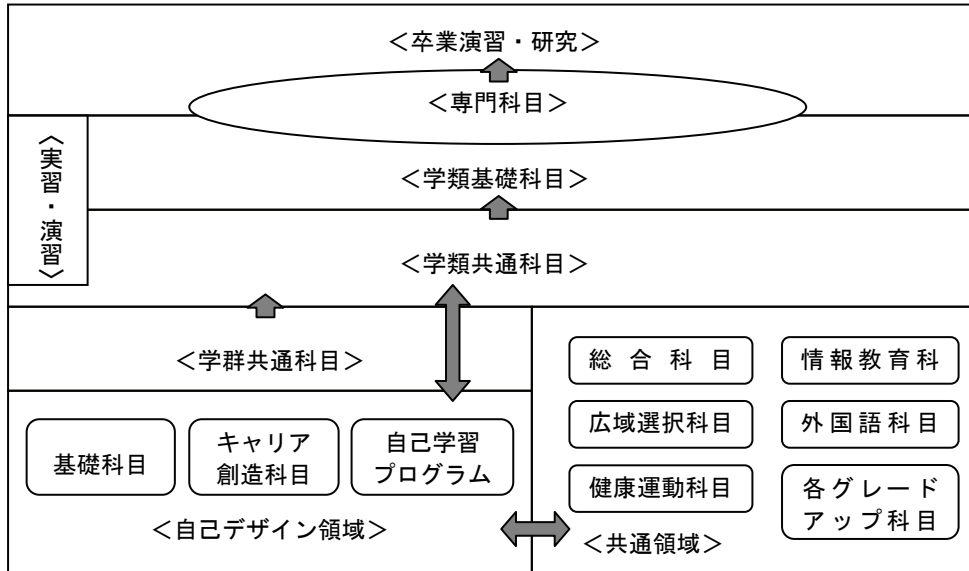 ＜卒業演習・研究＞
＜専門科目＞
＜実習・演習＞
＜学類基礎科目＞
＜学類共通科目＞
＜学群共通科目＞
基礎科目
キャリア
創造科目
自己学習
プログラム
＜自己デザイン領域＞
総合科目
情報教育科
広域選択科目
外国語科目
健康運動科目
各グレード
アップ科目
＜共通領域＞